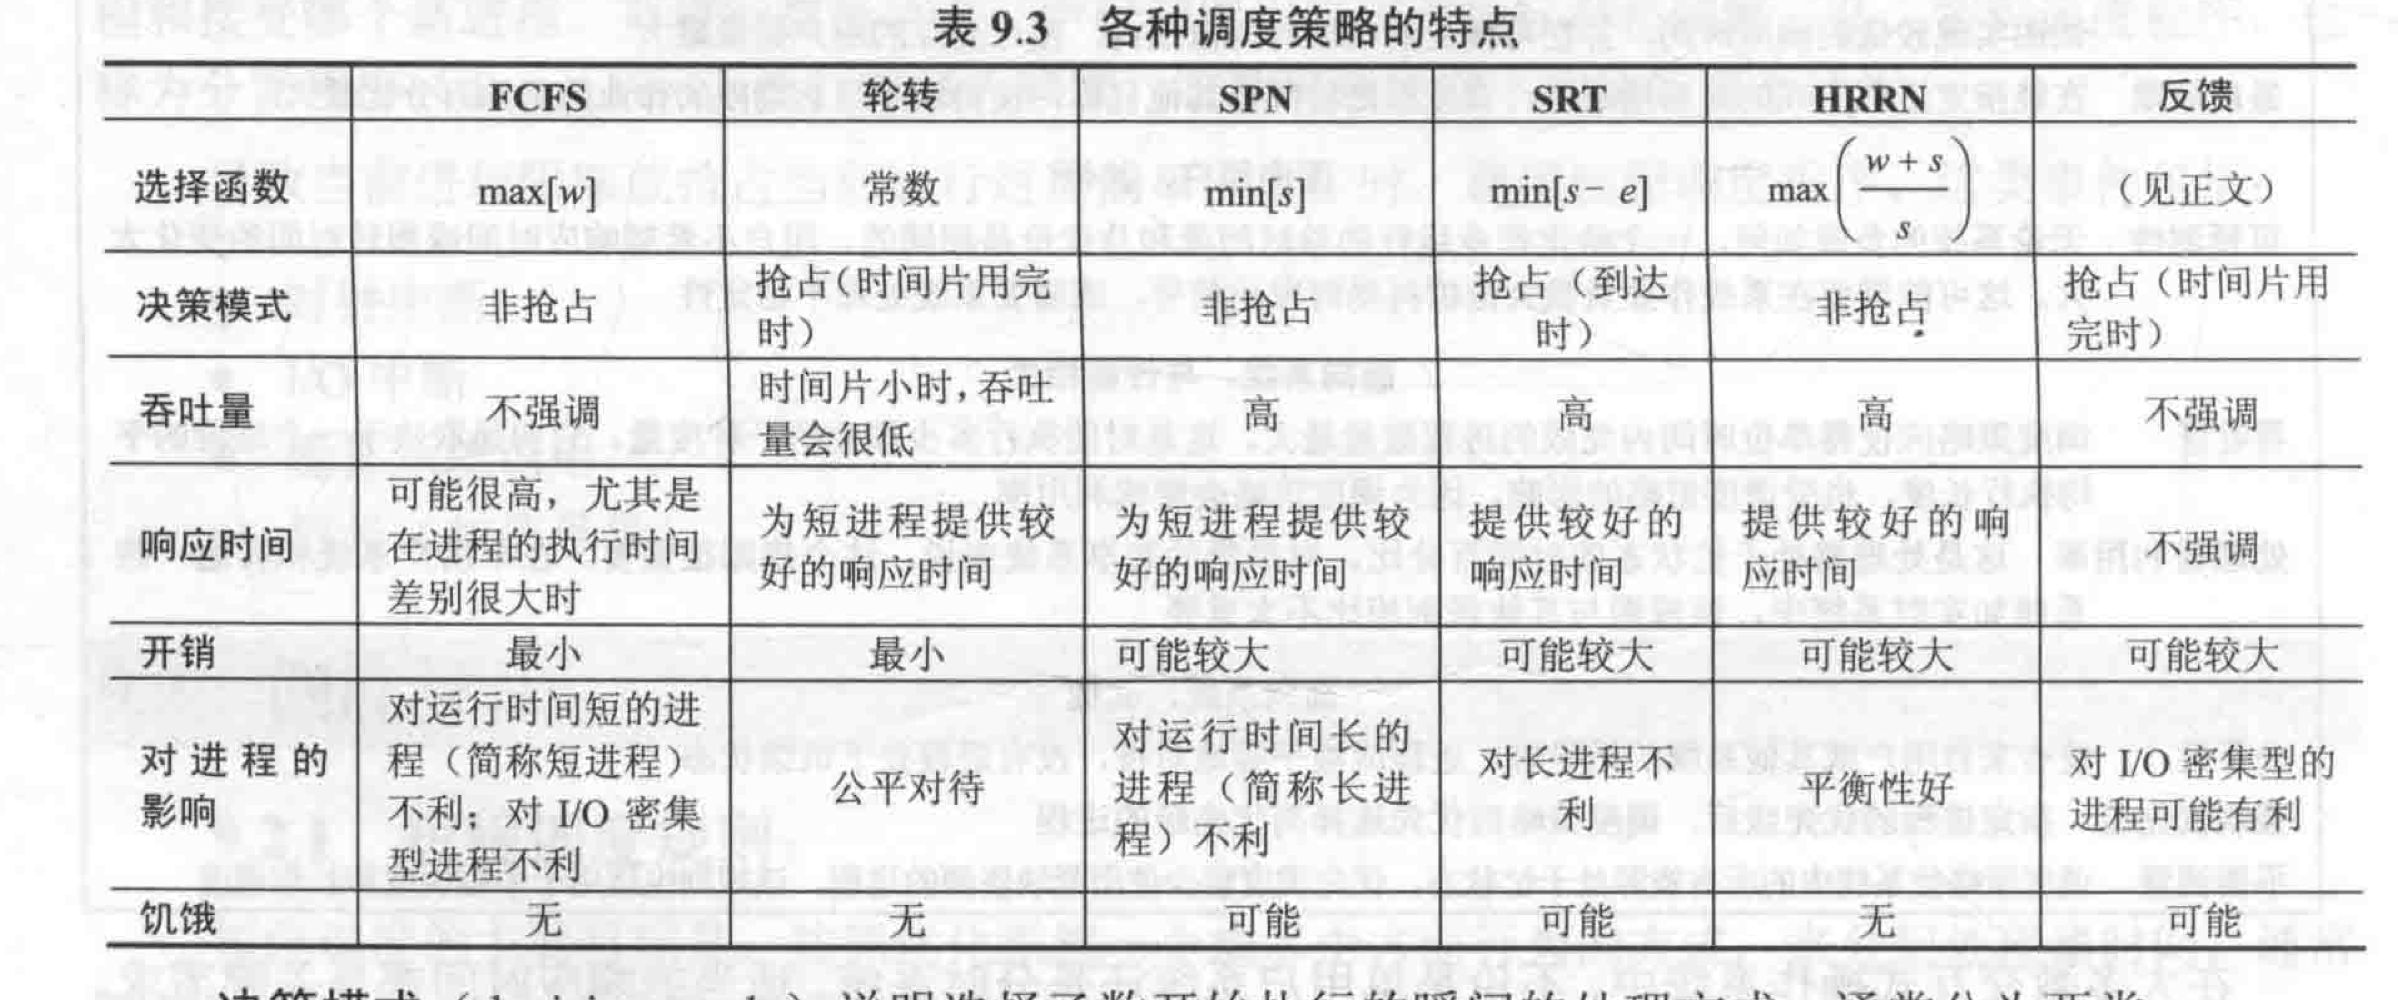 表 9.3 各种调度策略的特点
FCFS 轮转 SPN SRT HRRN 反馈
选择函数 max[w] 常数 min[s] min[s- e] max(w + s / s) （见正文）
决策模式 非抢占 抢占（时间片用完
时） 非抢占 抢占（到达
时） 非抢占 抢占（时间片用
完时）
吞吐量 不强调 时间片小时，吞吐
量会很低 高 高 高 不强调
响应时间 可能很高，尤其是
在进程的执行时间
差别很大时 为短进程提供较
好的响应时间 为短进程提供较
好的响应时间 提供较好的
响应时间 提供较好的响
应时间 不强调
开销 最小 最小 可能较大 可能较大 可能较大 可能较大
对进程的
影响 对运行时间短的进
程（简称短进程）
不利；对 I/O 密集
型进程不利 公平对待 对运行时间长的
进程（简称长进
程）不利 对长进程不
利 平衡性好 对 I/O 密集型的
进程可能有利
饥饿 无 无 可能 可能 无 可能